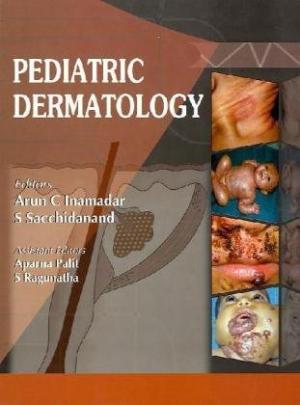 PEDIATRIC
DERMATOLOGY
Editors
Arun C Inamadar
S Sacchidanand
Assistant Editors
Aparna Palit
S Ragunatha